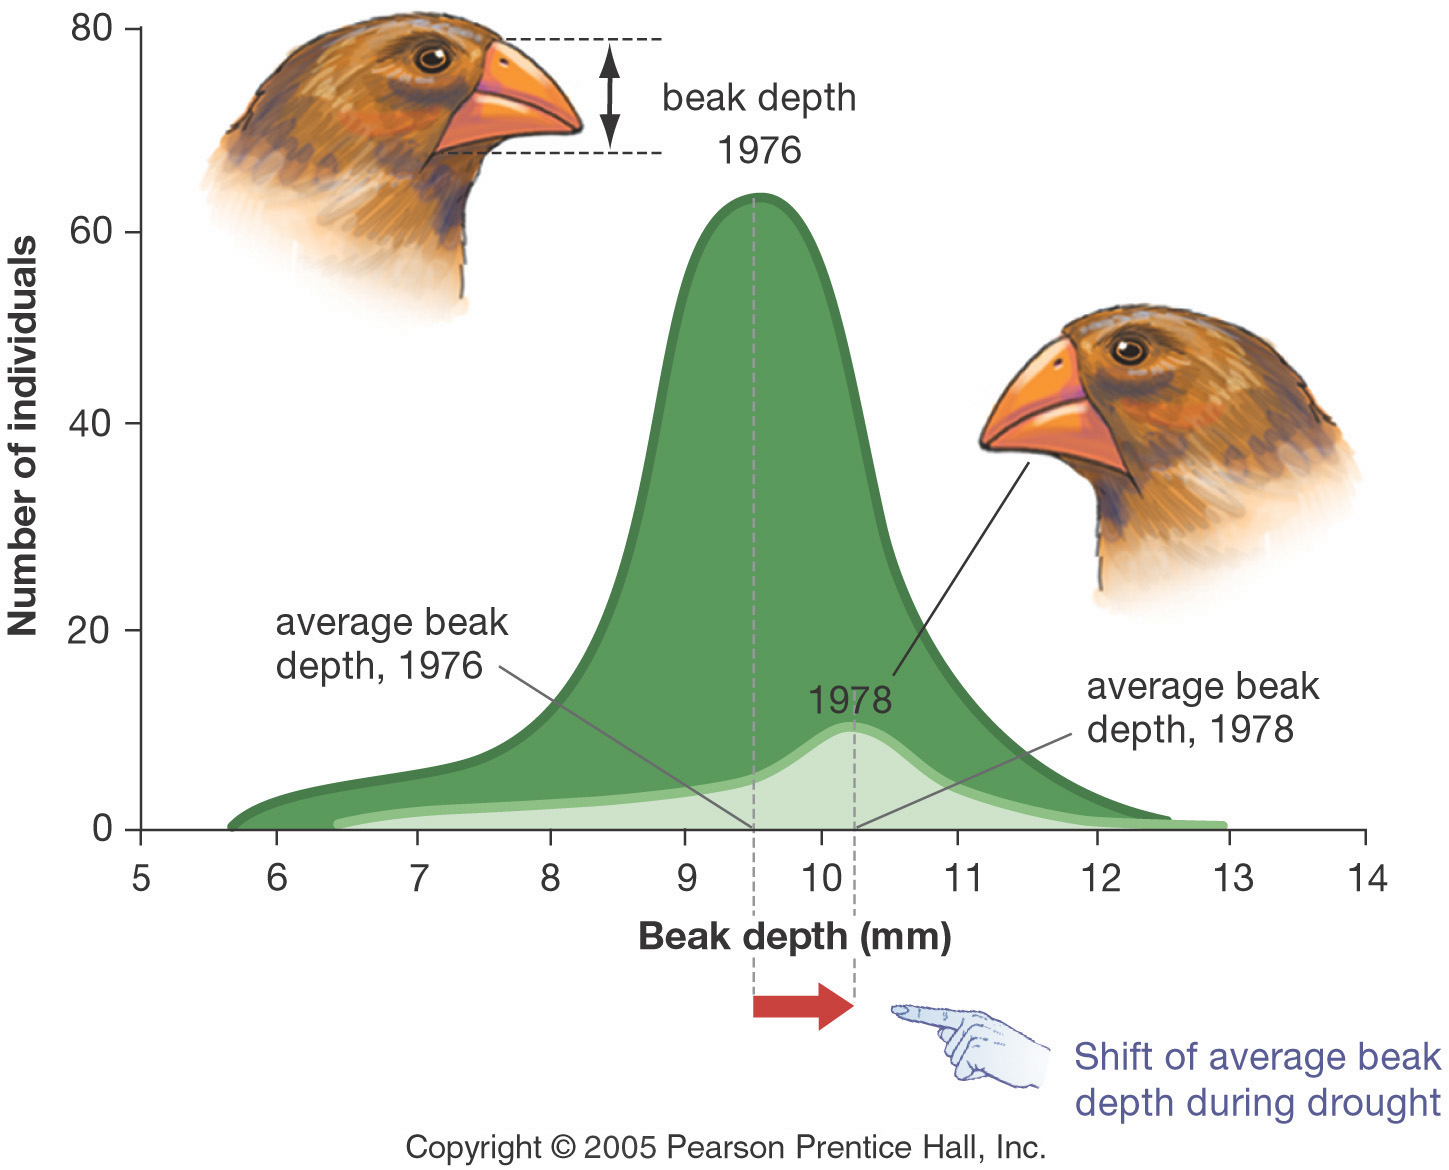 80
beak depth
1976
60
Number of individuals
40
20
average beak
depth, 1976
1978
average beak
depth, 1978
0
5 6 7 8 9 10 11 12 13 14
Beak depth (mm)
Shift of average beak
depth during drought
Copyright © 2005 Pearson Prentice Hall, Inc.